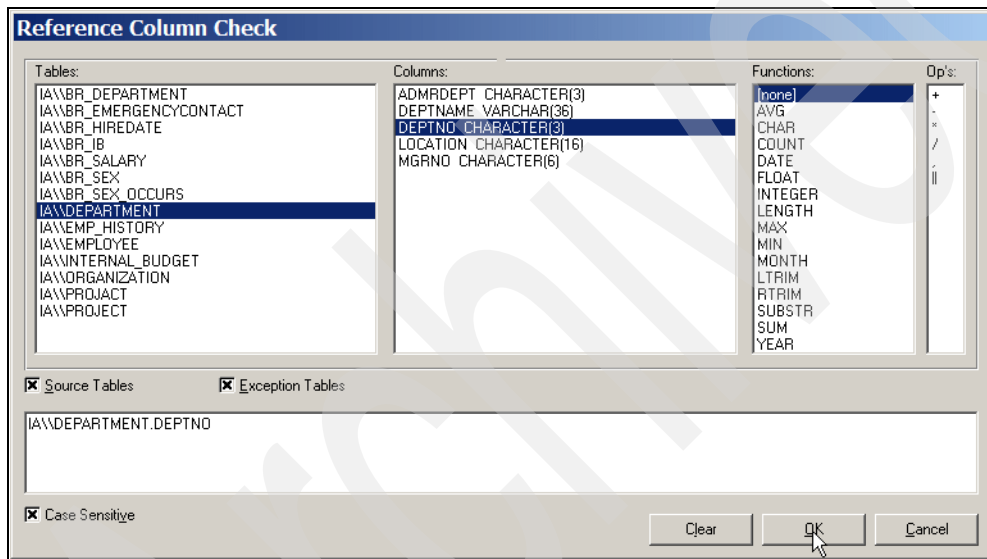 Reference Column Check
Tables:
IA\\BR_DEPARTMENT
IA\\BR_EMERGENCYCONTACT
IA\\BR_HIREDATE
IA\\BR_IB
IA\\BR_SALARY
IA\\BR_SEX
IA\\BR_SEX_OCCURS
IA\\DEPARTMENT
IA\\EMP_HISTORY
IA\\EMPLOYEE
IA\\INTERNAL_BUDGET
IA\\ORGANIZATION
IA\\PROJACT
IA\\PROJECT
Columns:
ADMRDEPT CHARACTER(3)
DEPTNAME VARCHAR(36)
DEPTNO CHARACTER(3)
LOCATION CHARACTER(16)
MGRNO CHARACTER(6)
Functions:
[none]
AVG
CHAR
COUNT
DATE
FLOAT
INTEGER
LENGTH
MAX
MIN
MONTH
LTRIM
RTRIM
SUBSTR
SUM
YEAR
Op's:
+
-
*
/
,
||
Source Tables
Exception Tables
IA\\DEPARTMENT.DEPTNO
Case Sensitive
Clear
OK
Cancel